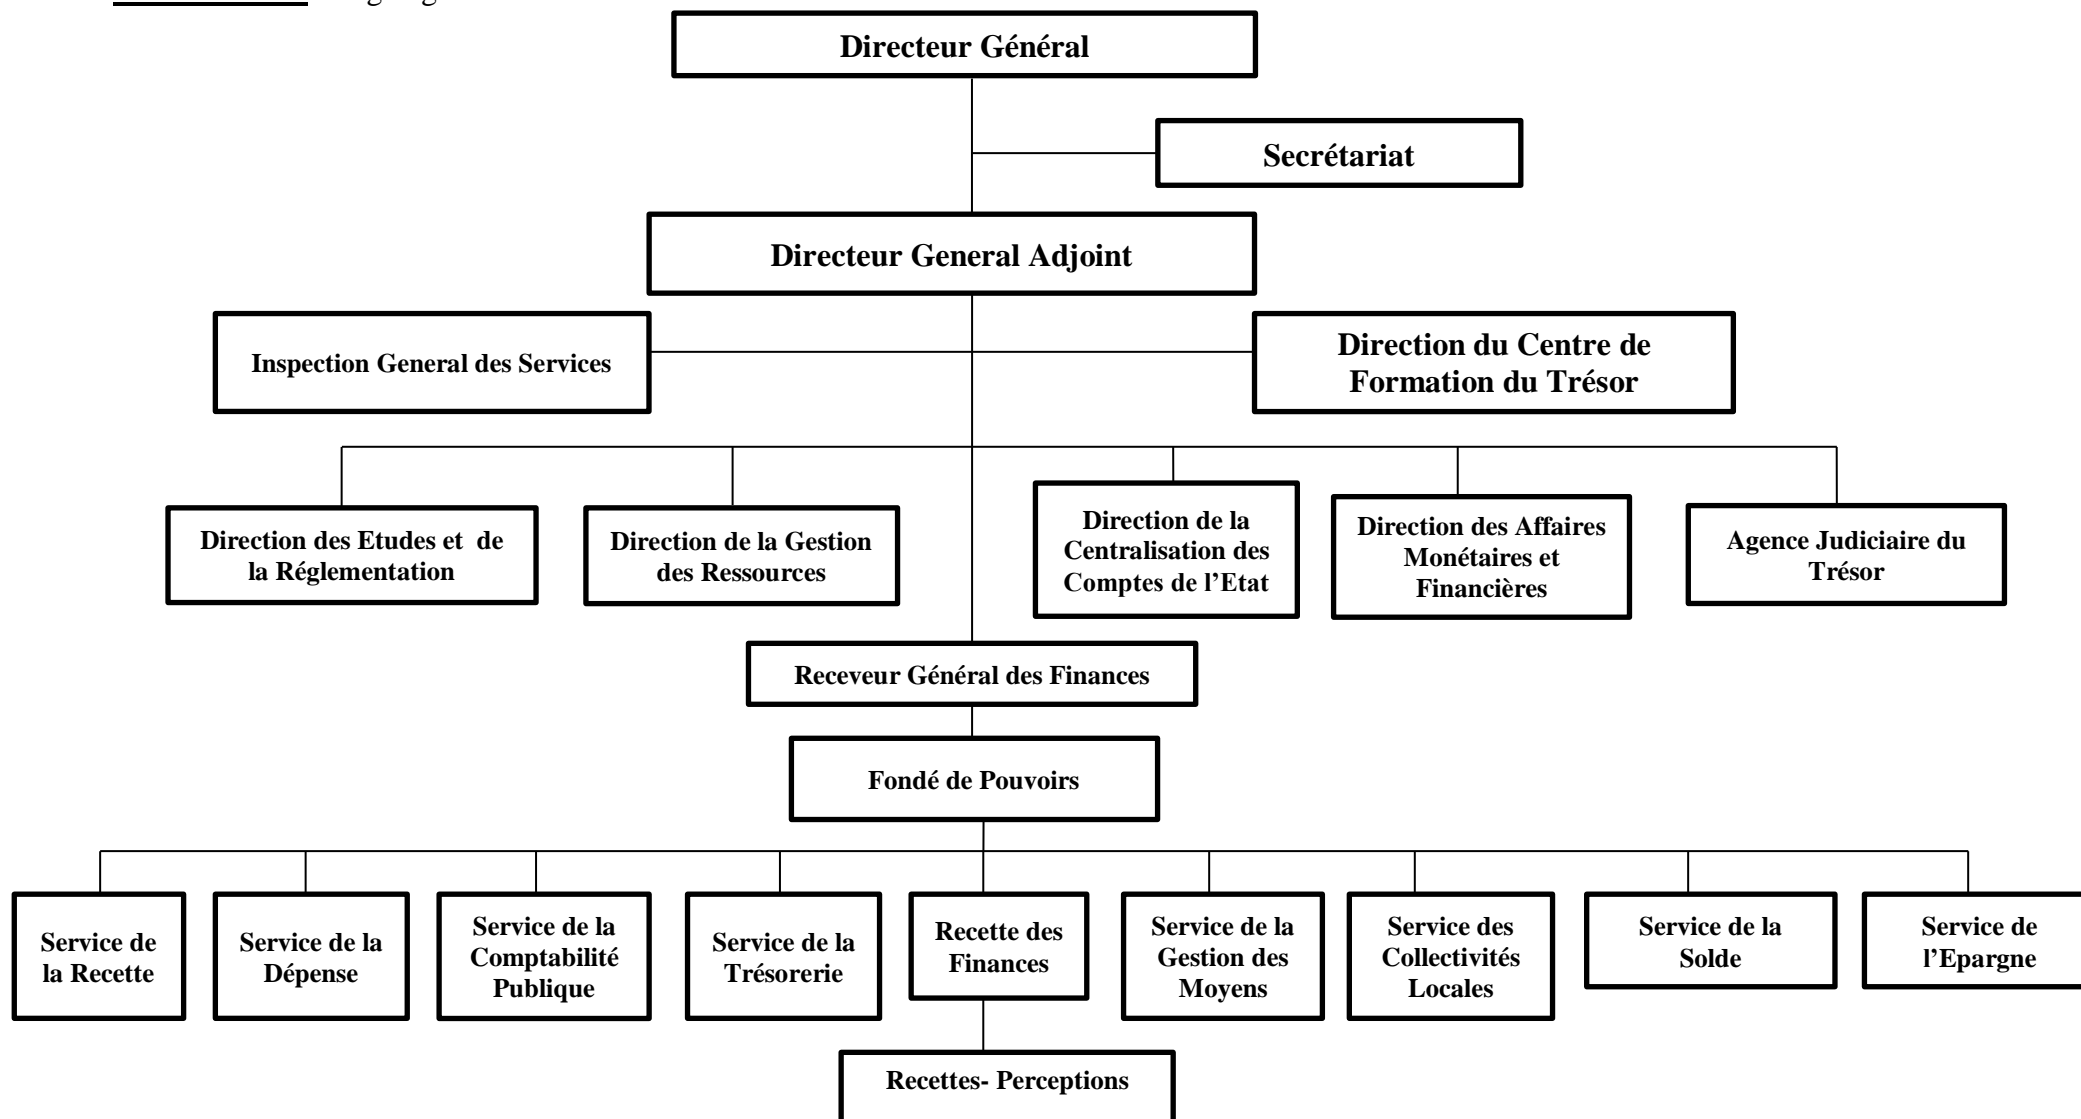 Directeur Général
Secrétariat
Directeur General Adjoint
Inspection General des Services
Direction du Centre de
Formation du Trésor
Direction des Etudes et  de
la Réglementation
Direction de la Gestion
des Ressources
Direction de la
Centralisation des
Comptes de l’Etat
Direction des Affaires
Monétaires et
Financières
Agence Judiciaire du
Trésor
Receveur Général des Finances
Fondé de Pouvoirs
Service de
la Recette
Service de la
Dépense
Service de la
Comptabilité
Publique
Service de la
Trésorerie
Recette des
Finances
Service de la
Gestion des
Moyens
Service des
Collectivités
Locales
Service de la
Solde
Service de
l’Epargne
Recettes- Perceptions